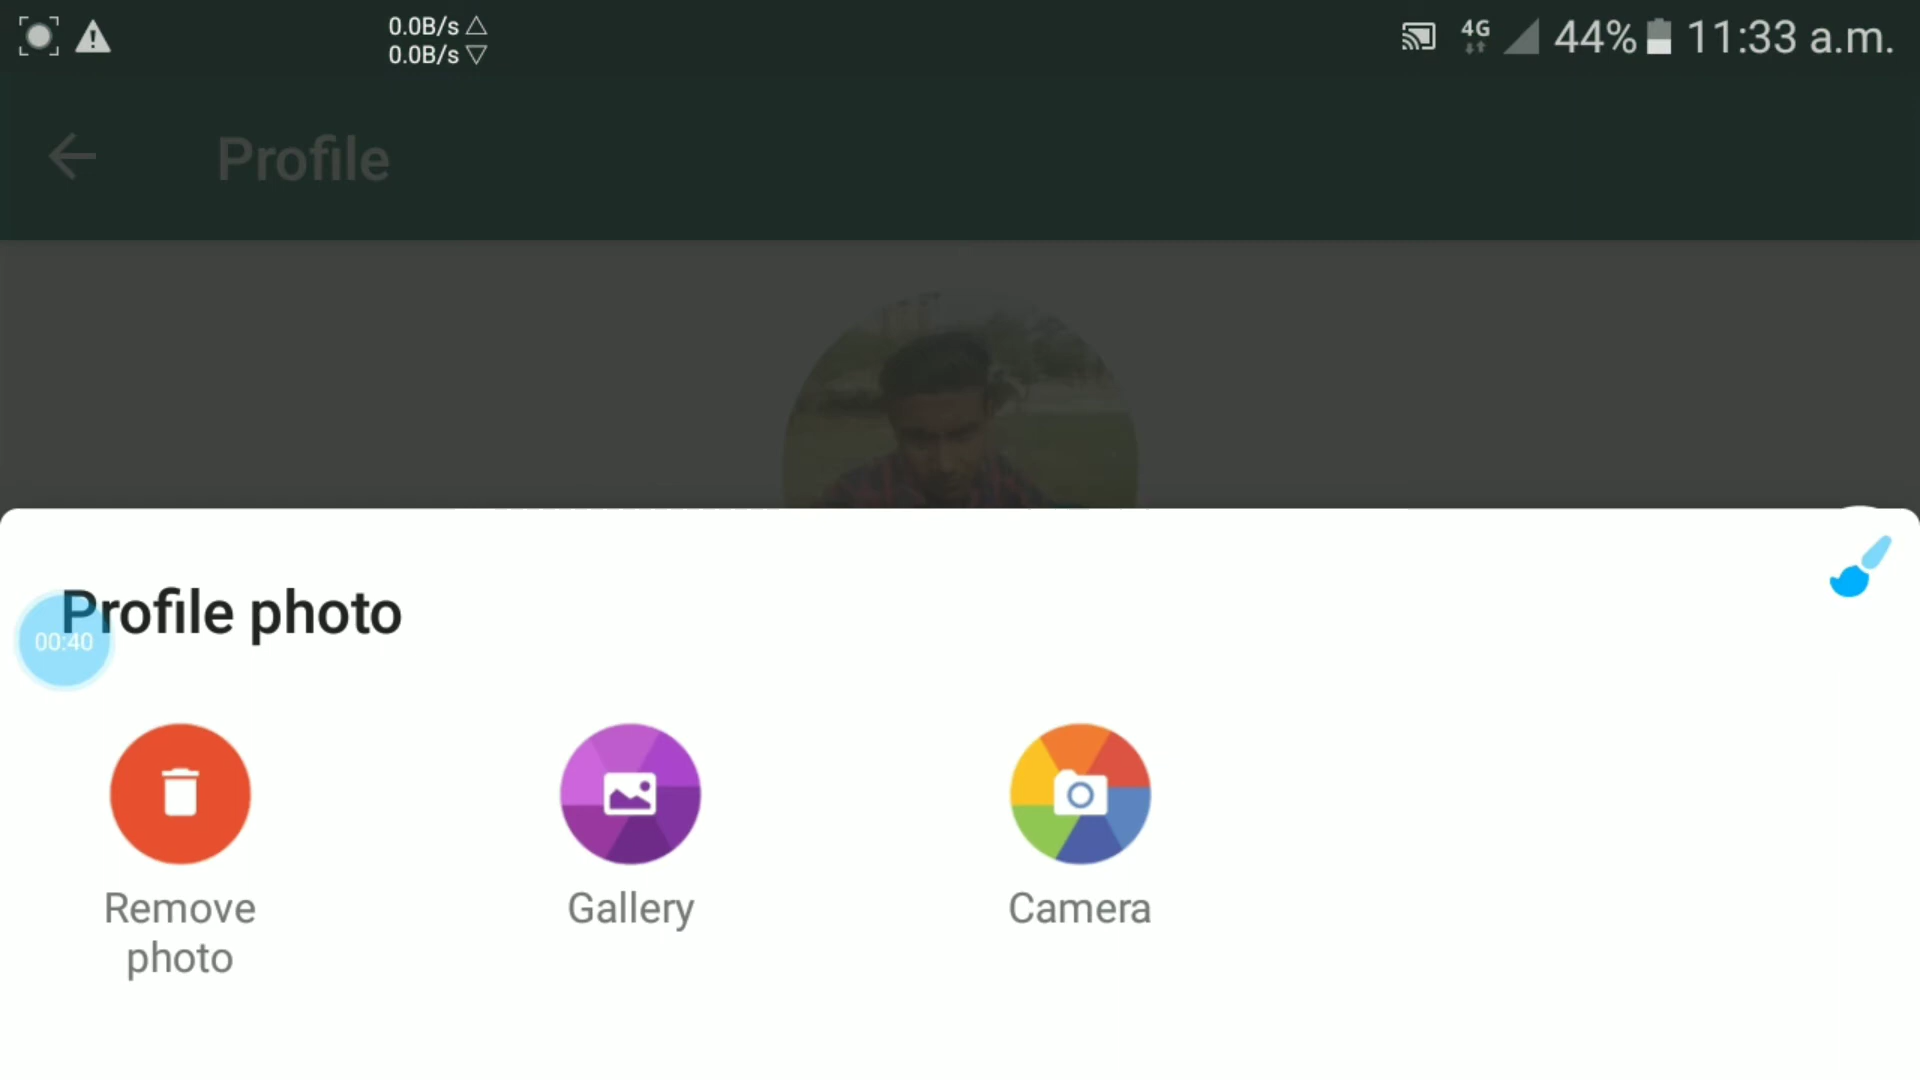 0.0B/s
0.0B/s
4G 44% 11:33 a.m.
Profile
Profile photo
00:40
Remove photo
Gallery
Camera